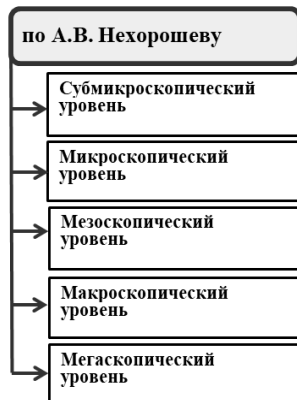 по А.В. Нехорошеву
Субмикроскопический
уровень
Микроскопический
уровень
Мезоскопический
уровень
Макроскопический
уровень
Мегаскопический
уровень